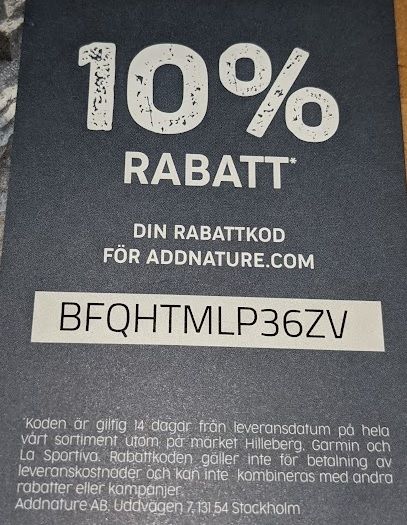 10%
RABATT*
DIN RABATTKOD
FÖR ADDNATURE.COM
BFQHTMLP36ZV
*Koden är giltig 14 dagar från leveransdatum på hela
vårt sortiment utom på märket Hilleberg, Garmin och
La Sportiva. Rabattkoden gäller inte för betalning av
leveranskostnader och kan inte kombineras med andra
rabatter eller kampanjer.
Addnature AB, Uddvägen 7, 131 54 Stockholm